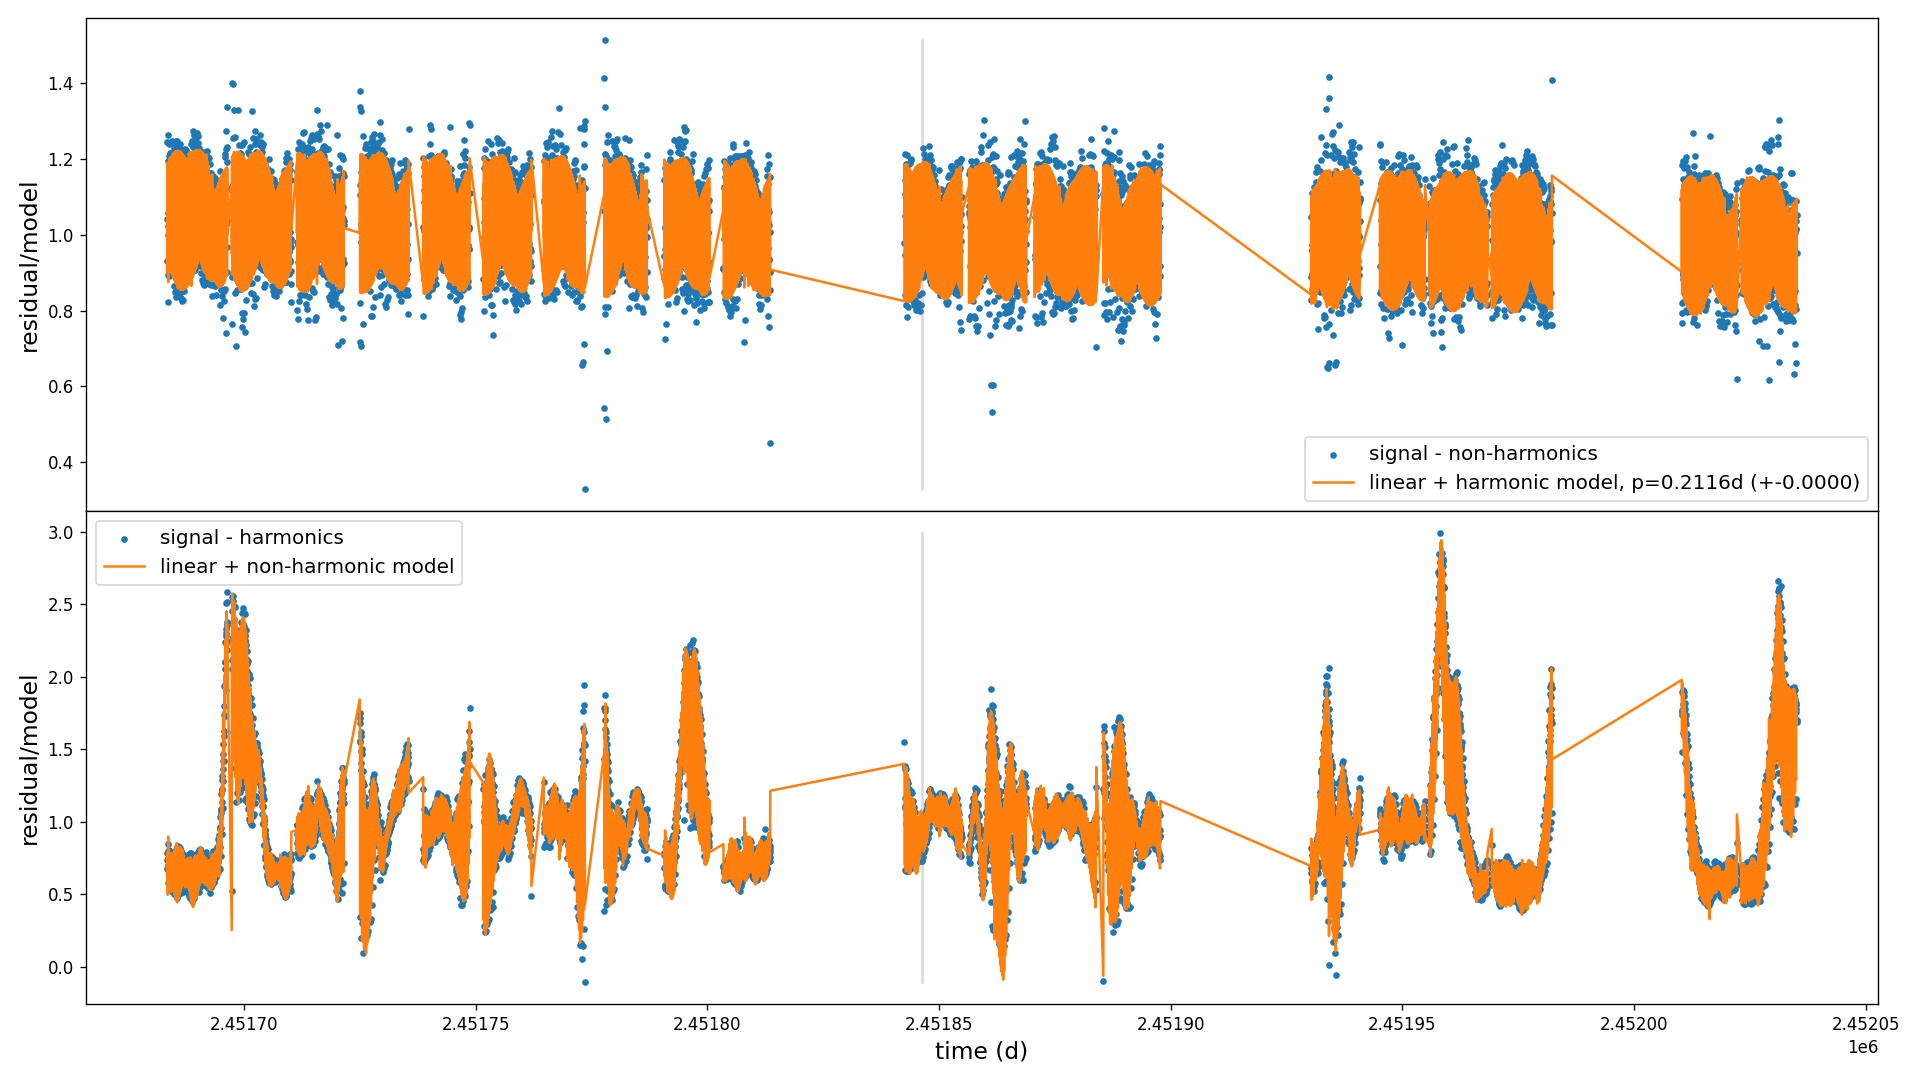 1.4
1.2
1.0
0.8
0.6
0.4
residual/model
signal - non-harmonics
linear + harmonic model, p=0.2116d (+-0.0000)
3.0
2.5
2.0
1.5
1.0
0.5
0.0
residual/model
signal - harmonics
linear + non-harmonic model
2.45170
2.45175
2.45180
2.45185
2.45190
2.45195
2.45200
2.45205
1e6
time (d)